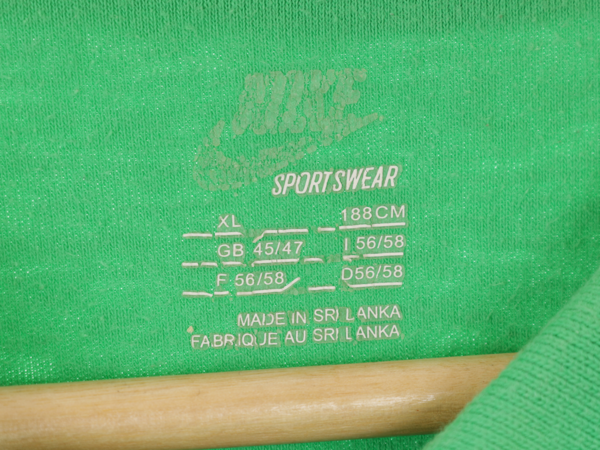 NIKE
SPORTSWEAR
XL 188CM
GB 45/47 I 56/58
F 56/58 D56/58
MADE IN SRI LANKA
FABRIQUE AU SRI LANKA